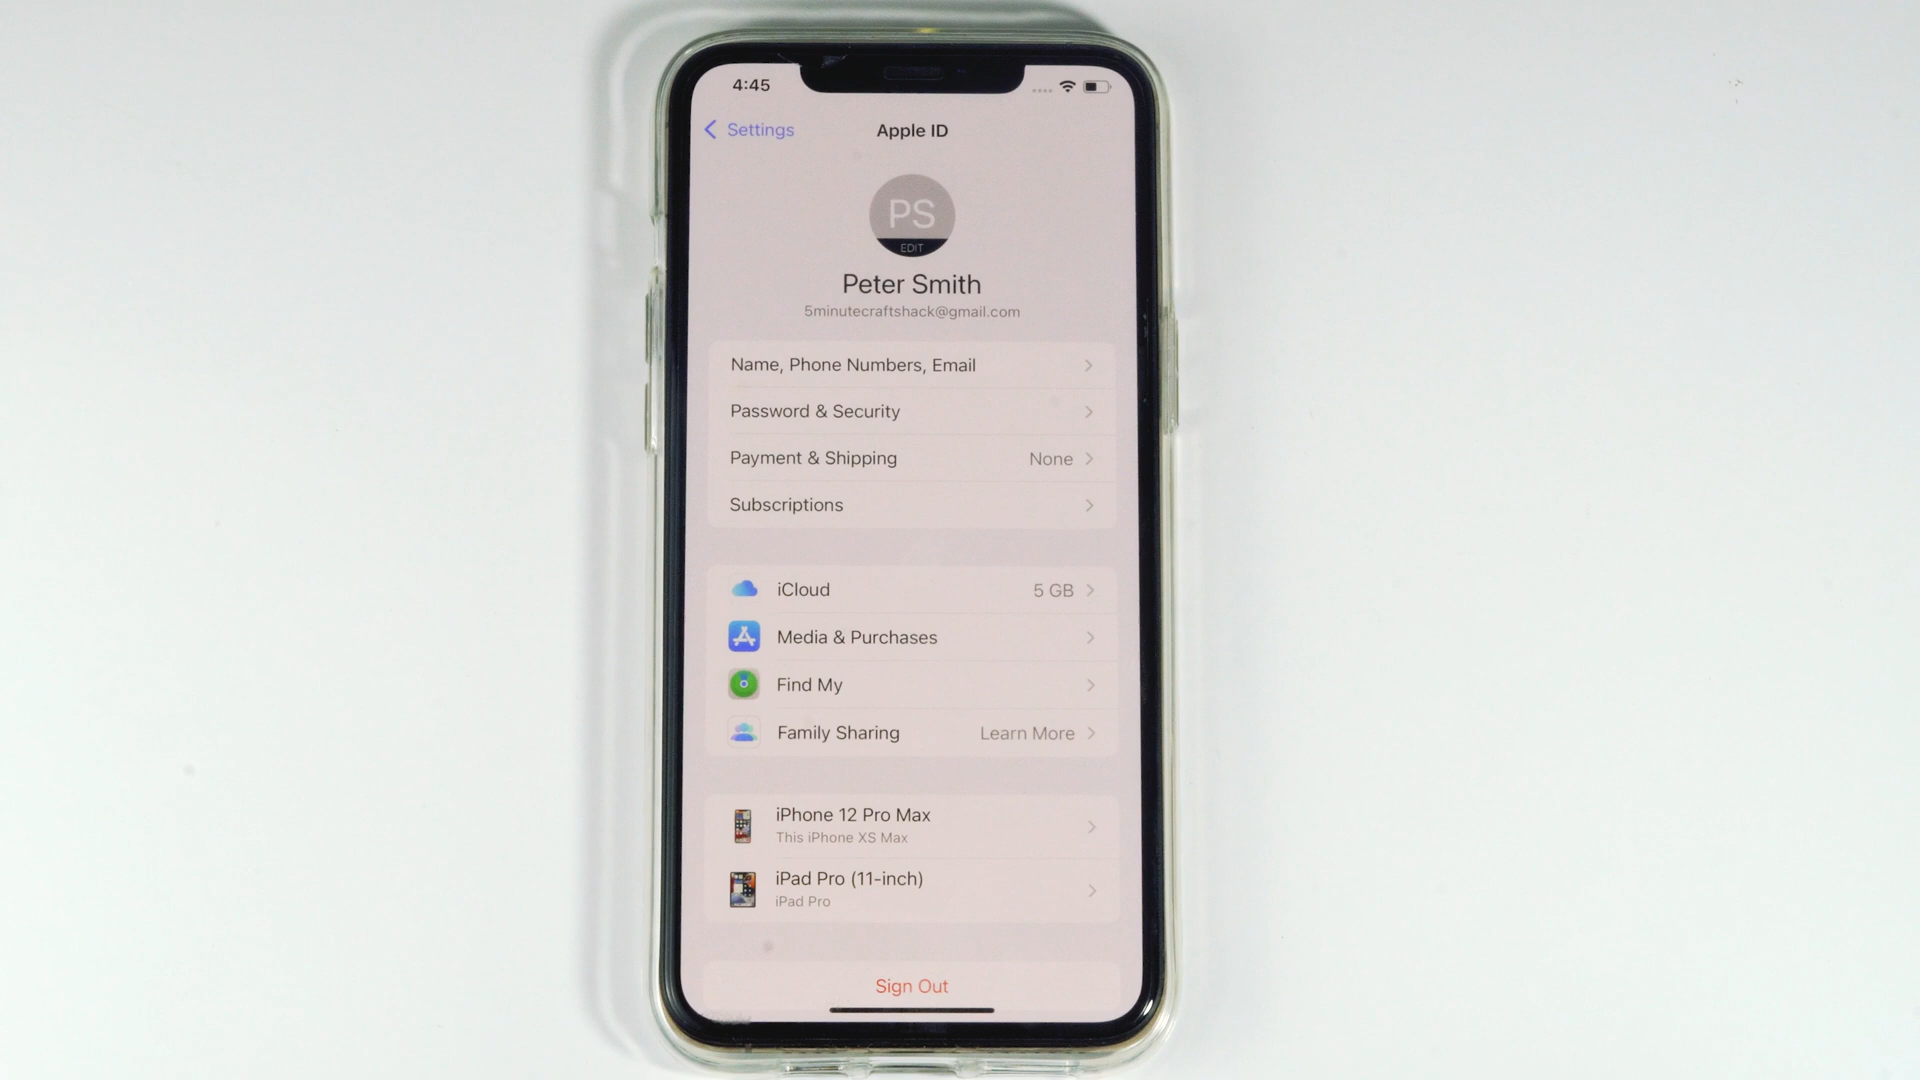 4:45
Settings
Apple ID
PS
EDIT
Peter Smith
5minutecraftshack@gmail.com
Name, Phone Numbers, Email
Password & Security
Payment & Shipping None
Subscriptions
iCloud 5 GB
Media & Purchases
Find My
Family Sharing Learn More
iPhone 12 Pro Max
This iPhone XS Max
iPad Pro (11-inch)
iPad Pro
Sign Out